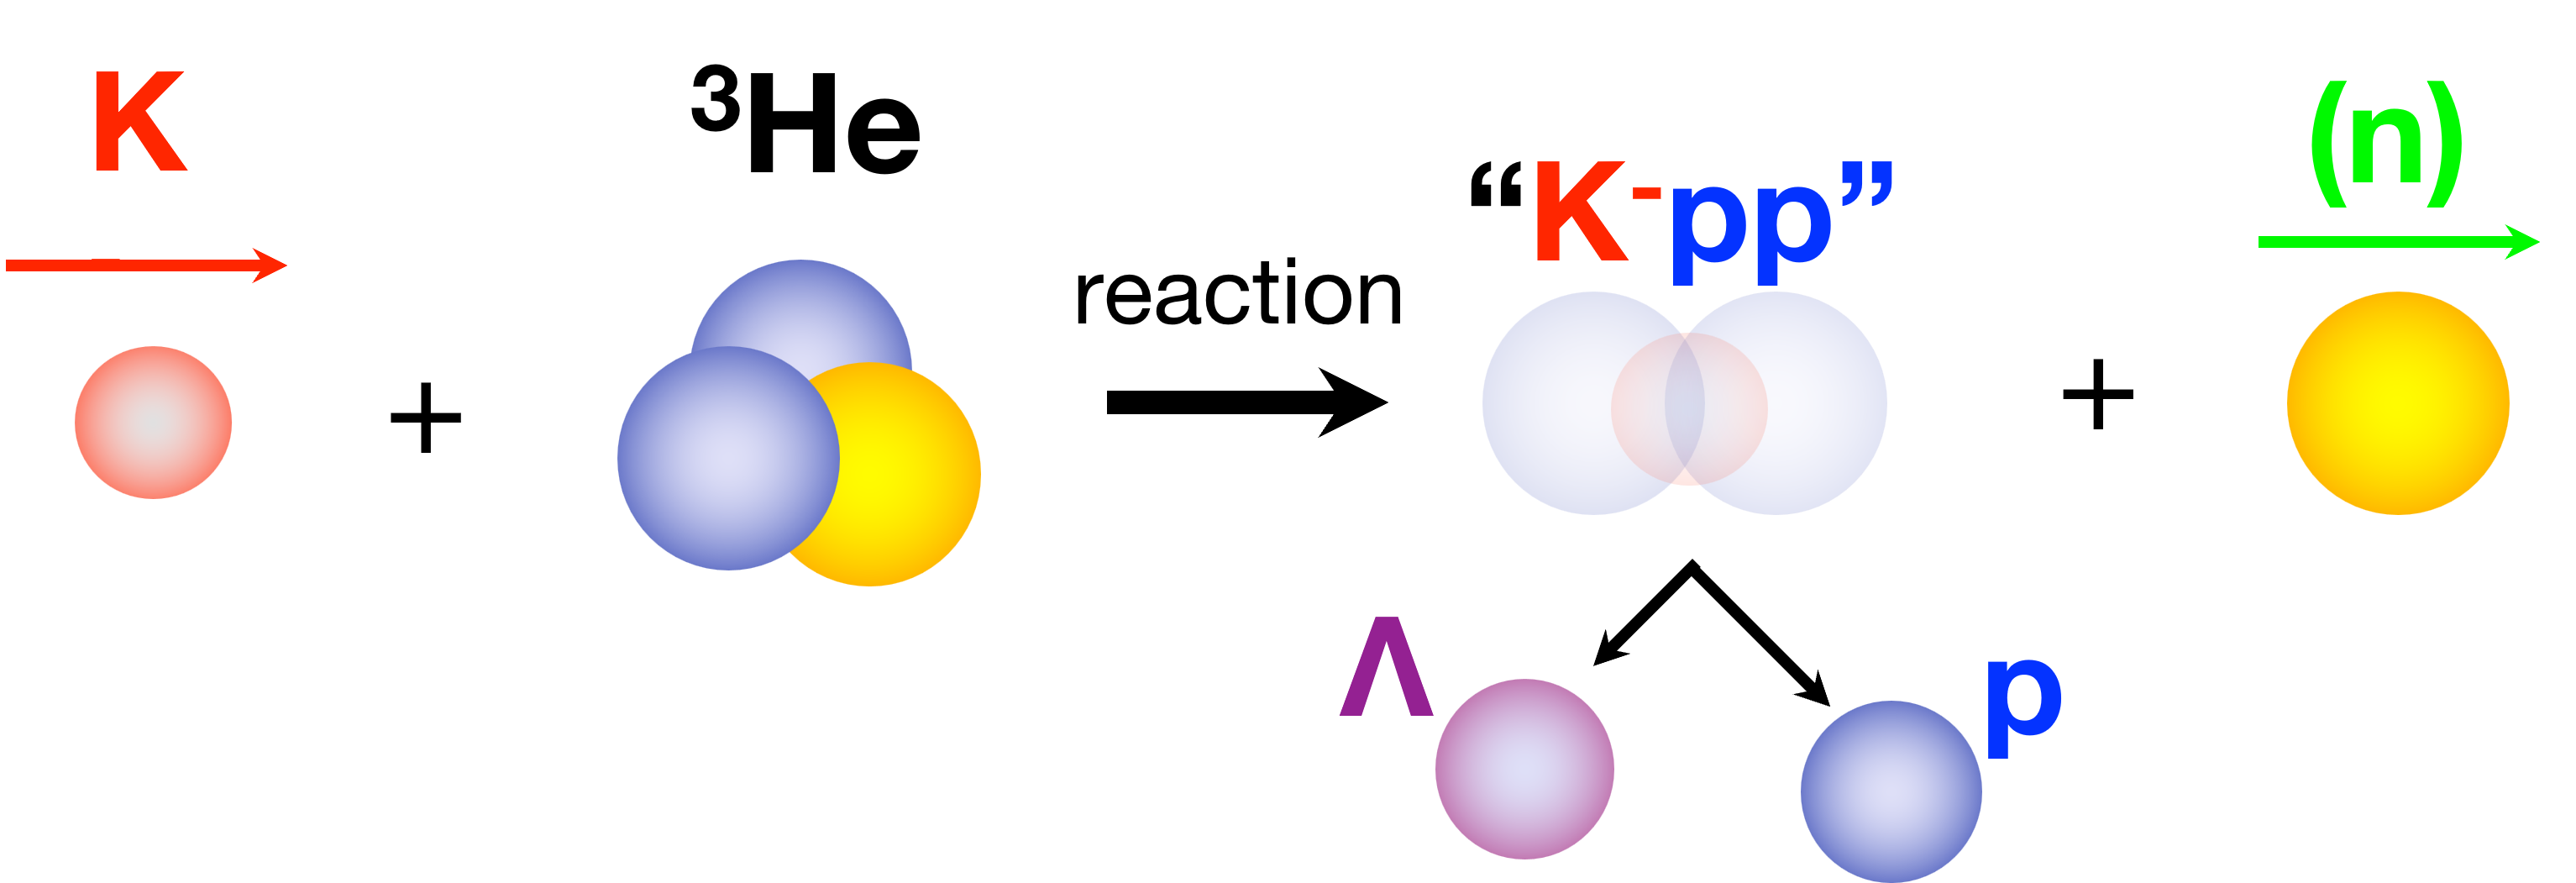 K
³He
reaction
“K⁻pp”
(n)
+
+
Λ
p